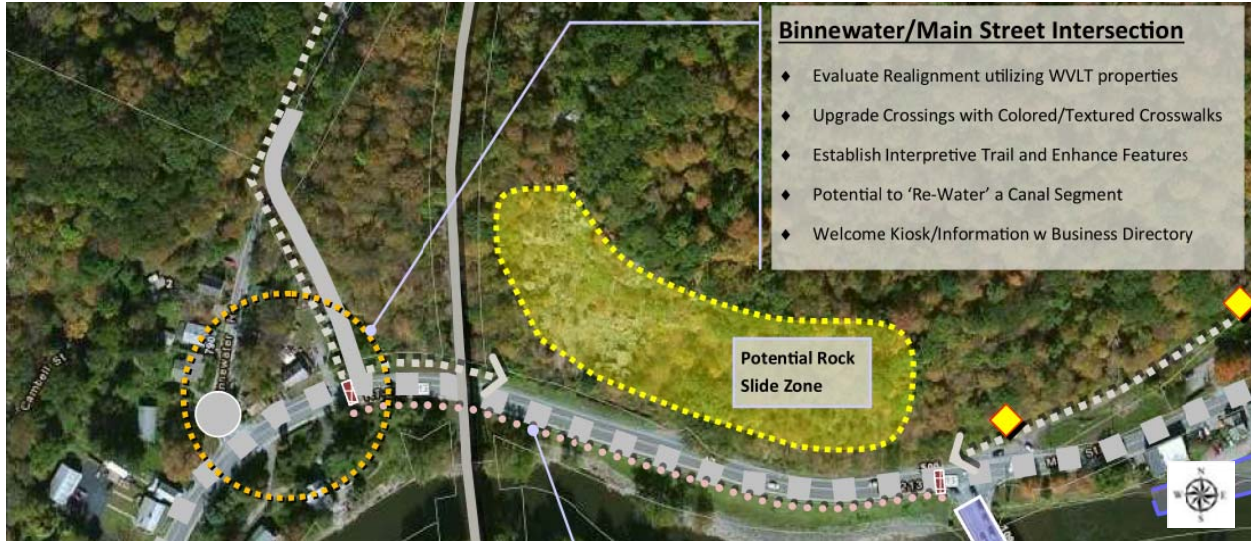 Binnewater/Main Street Intersection
♦ Evaluate Realignment utilizing WVLT properties
♦ Upgrade Crossings with Colored/Textured Crosswalks
♦ Establish Interpretive Trail and Enhance Features
♦ Potential to ‘Re-Water’ a Canal Segment
♦ Welcome Kiosk/Information w Business Directory
Potential Rock
Slide Zone
Cambell St
213
N
W E
S